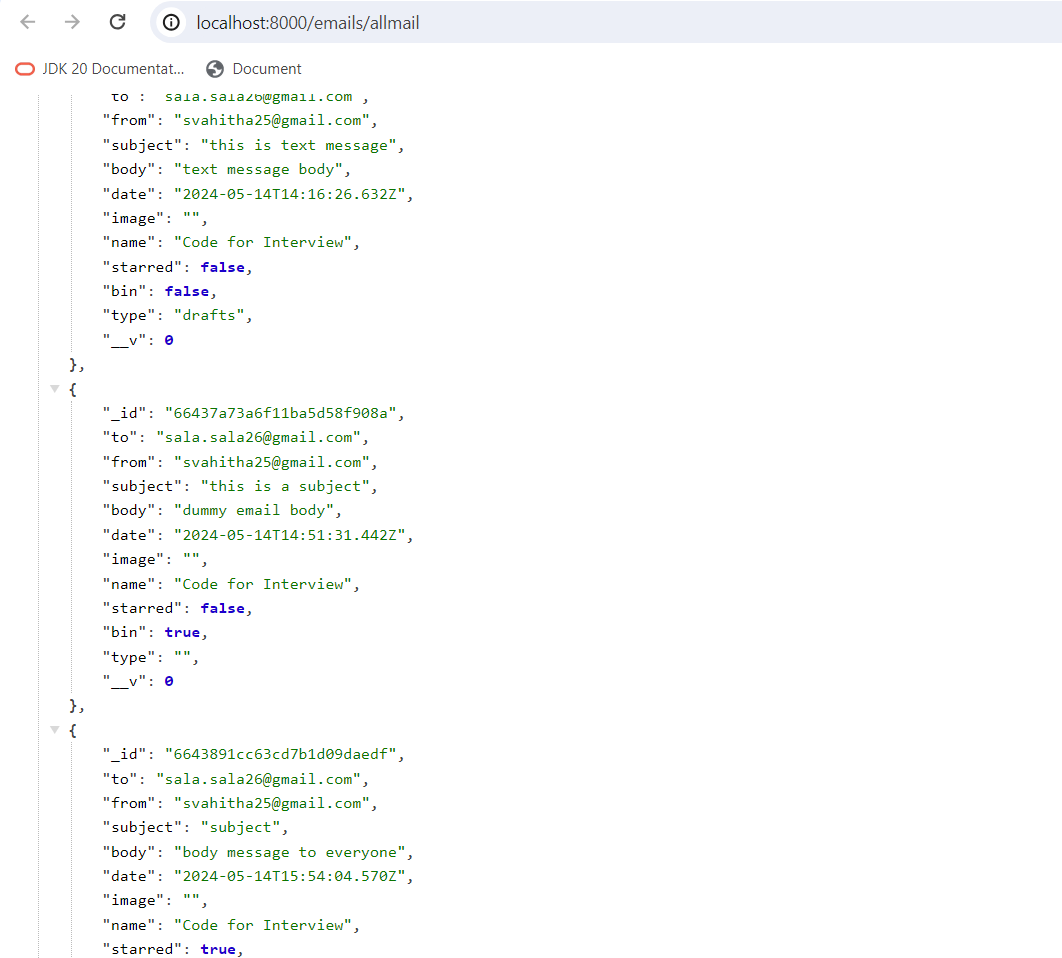 localhost:8000/emails/allmail
JDK 20 Documentat... Document
"to": "sala.sala26@gmail.com",
"from": "svahitha25@gmail.com",
"subject": "this is text message",
"body": "text message body",
"date": "2024-05-14T14:16:26.632Z",
"image": "",
"name": "Code for Interview",
"starred": false,
"bin": false,
"type": "drafts",
"__v": 0
},
{
"_id": "66437a73a6f11ba5d58f908a",
"to": "sala.sala26@gmail.com",
"from": "svahitha25@gmail.com",
"subject": "this is a subject",
"body": "dummy email body",
"date": "2024-05-14T14:51:31.442Z",
"image": "",
"name": "Code for Interview",
"starred": false,
"bin": true,
"type": "",
"__v": 0
},
{
"_id": "6643891cc63cd7b1d09daedf",
"to": "sala.sala26@gmail.com",
"from": "svahitha25@gmail.com",
"subject": "subject",
"body": "body message to everyone",
"date": "2024-05-14T15:54:04.570Z",
"image": "",
"name": "Code for Interview",
"starred": true,